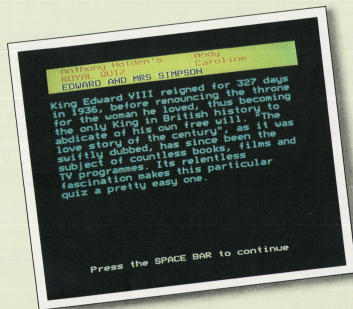 Anthony Holden's Andy
ROYAL QUIZ Caroline
EDWARD AND MRS SIMPSON
King Edward VIII reigned for 327 days
in 1936, before renouncing the throne
for the woman he loved, thus becoming
the only King in British history to
abdicate of his own free will. "The
love story of the century", as it was
swiftly dubbed, has since been the
subject of countless books, films and
TV programmes. Its relentless
fascination makes this particular
quiz a pretty easy one.
Press the SPACE BAR to continue